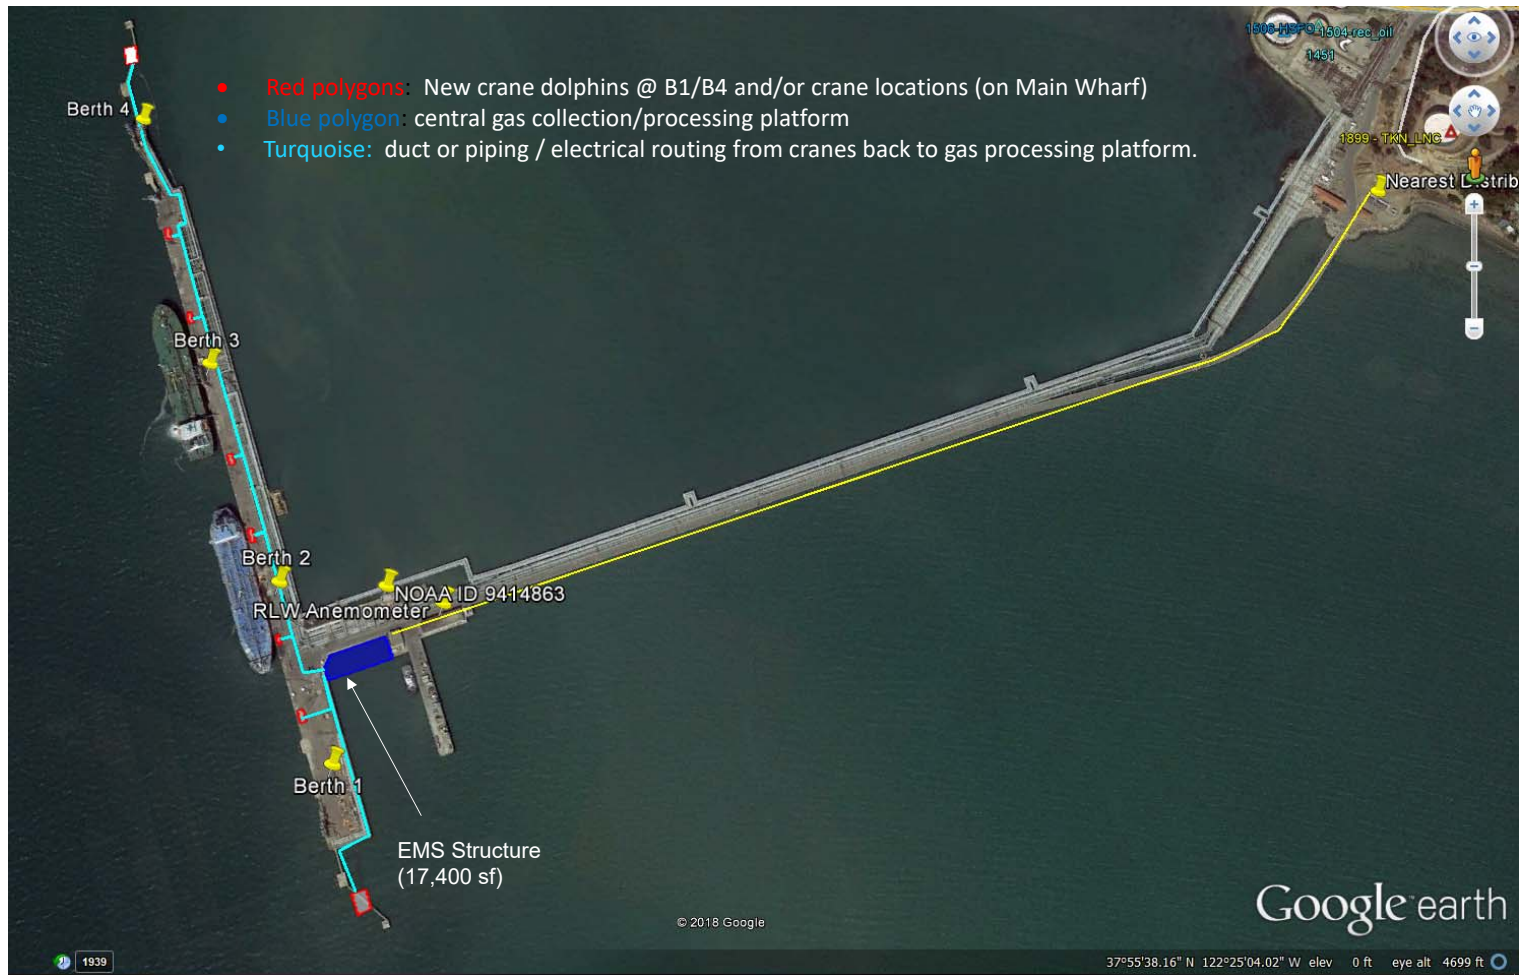 1506-HSFO
1504-rec_oil
1451
• Red polygons: New crane dolphins @ B1/B4 and/or crane locations (on Main Wharf)
Berth 4
• Blue polygon: central gas collection/processing platform
1899 - TKN_LNC
• Turquoise: duct or piping / electrical routing from cranes back to gas processing platform.
Nearest Distrib
Berth 3
Berth 2
NOAA ID 9414863
RLW Anemometer
Berth 1
EMS Structure
(17,400 sf)
Google earth
© 2018 Google
1939
37°55'38.16" N 122°25'04.02" W elev 0 ft eye alt 4699 ft